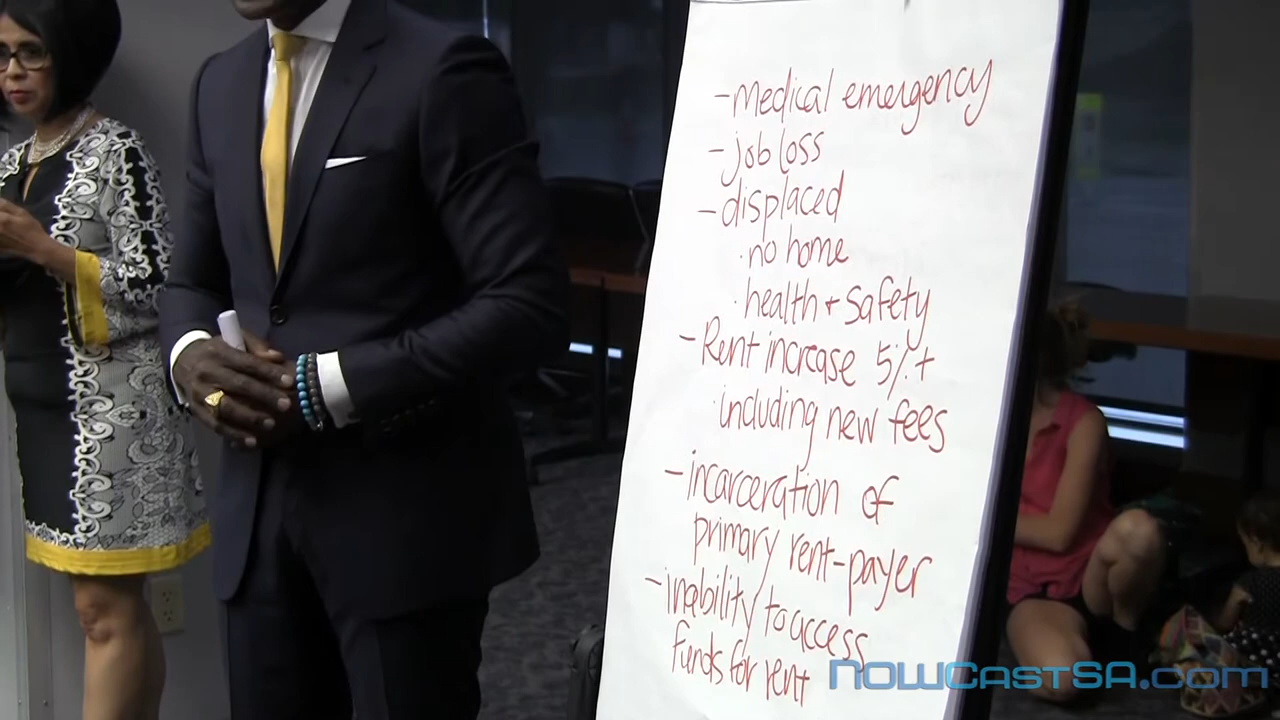 -medical emergency
-job loss
-displaced
·no home
·health + safety
-Rent increase 5%+
·including new fees
-incarceration of
primary rent-payer
-inability to access
funds for rent
NOWCASTSA.com